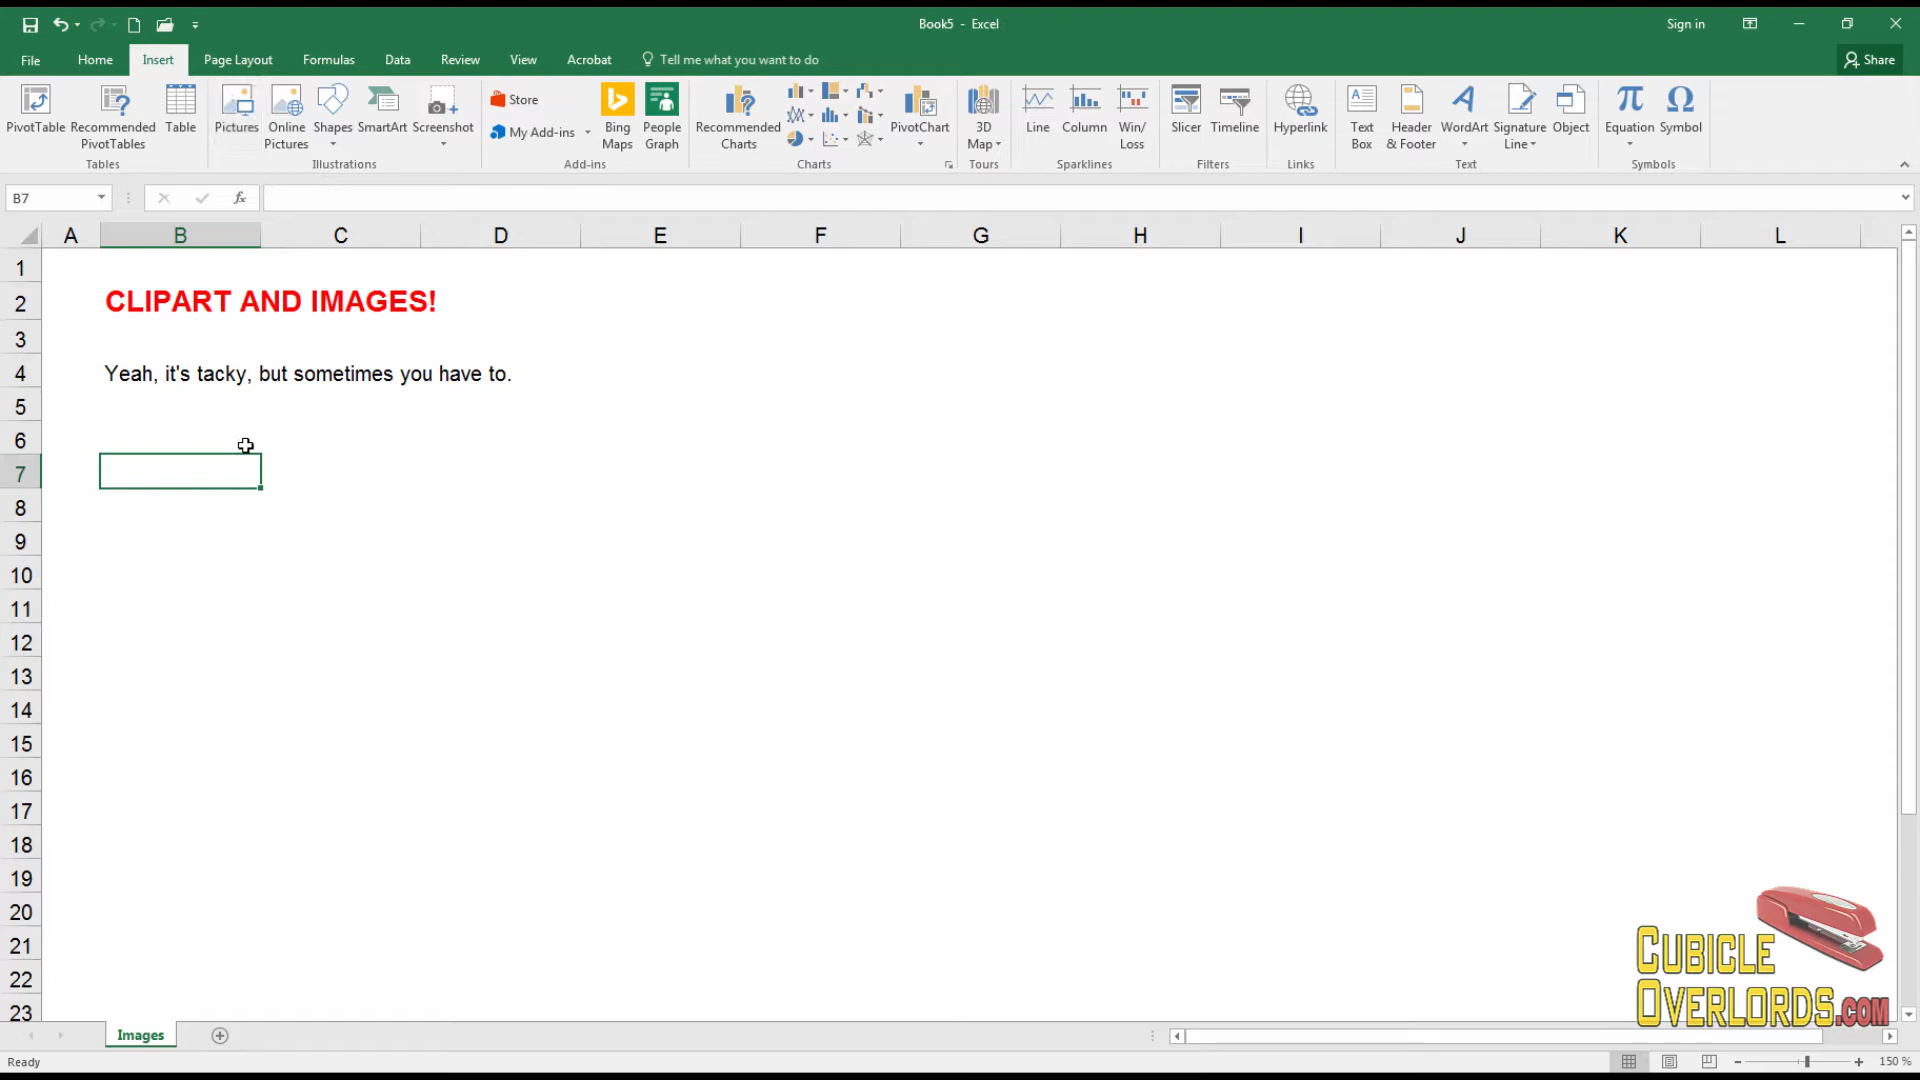 Book5 - Excel
Sign in
File Home Insert Page Layout Formulas Data Review View Acrobat Tell me what you want to do Share
PivotTable
Recommended PivotTables
Table
Pictures
Online Pictures
Shapes
SmartArt
Screenshot
Store
My Add-ins
Bing Maps
People Graph
Recommended Charts
PivotChart
3D Map
Line
Column
Win/ Loss
Slicer
Timeline
Hyperlink
Text Box
Header & Footer
WordArt
Signature Line
Object
π
Equation
Ω
Symbol
Tables Illustrations Add-ins Charts Tours Sparklines Filters Links Text Symbols
B7 fx
A B C D E F G H I J K L
1
2 CLIPART AND IMAGES!
3
4 Yeah, it's tacky, but sometimes you have to.
5
6
7
8
9
10
11
12
13
14
15
16
17
18
19
20
21
22
23
CUBICLE
OVERLORDS.COM
Images
Ready
150 %